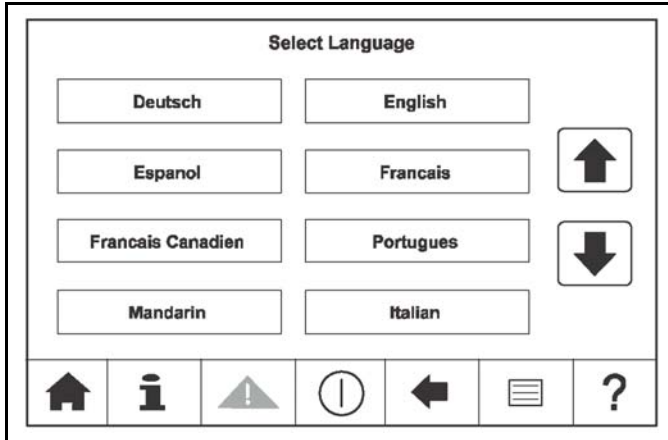 Select Language
Deutsch English
Espanol Francais
Francais Canadien Portugues
Mandarin Italian
i ! ?